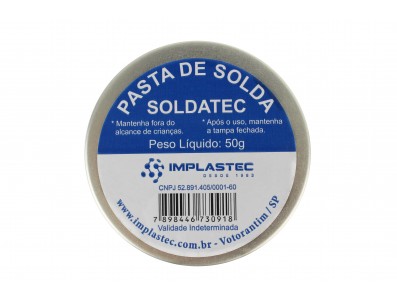 PASTA DE SOLDA
SOLDATEC
* Mantenha fora do
alcance de crianças.
* Após o uso, mantenha
a tampa fechada.
Peso Líquido: 50g
IMPLASTEC
DESDE 1982
CNPJ 52.891.405/0001-60
7 898446 730918
Validade Indeterminada
www.implastec.com.br - Votorantim / SP